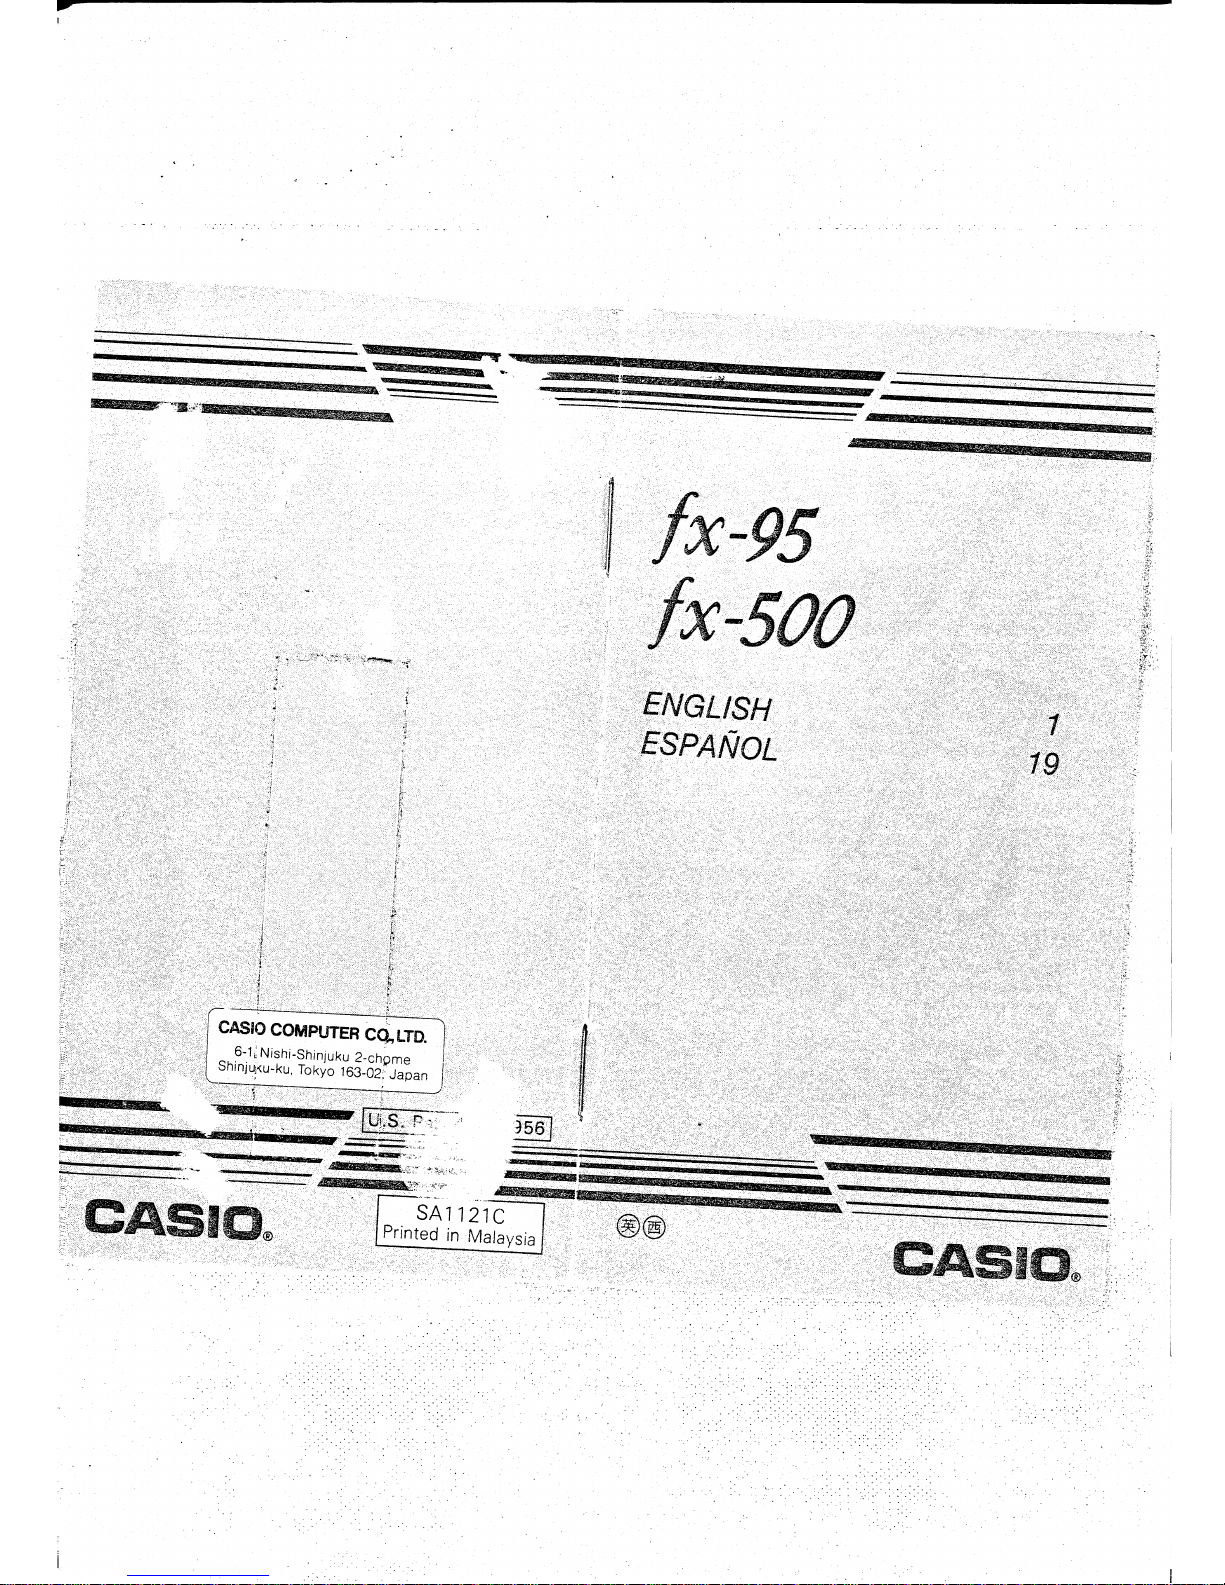 fx-95
fx-500
ENGLISH 1
ESPAÑOL 19
CASIO COMPUTER CO., LTD.
6-1, Nishi-Shinjuku 2-chome
Shinjuku-ku, Tokyo 163-02, Japan
U.S. 956
SA1121C
Printed in Malaysia
CASIO®
英 西
CASIO®